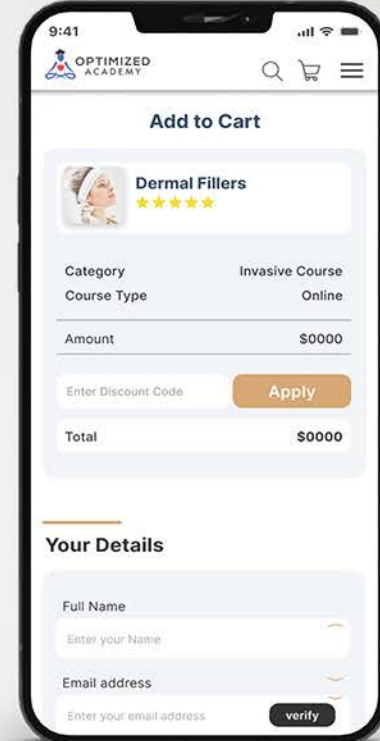 9:41
OPTIMIZED
ACADEMY
Add to Cart
Dermal Fillers
Category Invasive Course
Course Type Online
Amount $0000
Enter Discount Code Apply
Total $0000
Your Details
Full Name
Enter your Name
Email address
Enter your email address verify